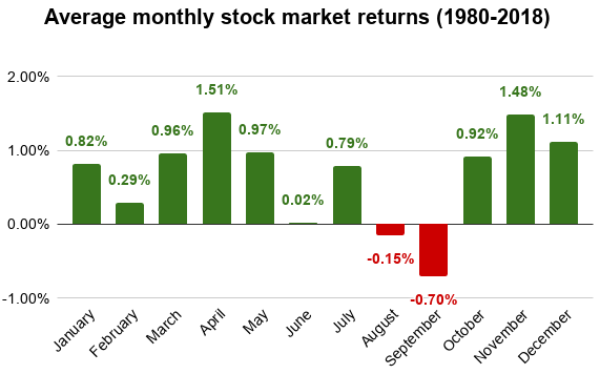 Average monthly stock market returns (1980-2018)
2.00%
1.00%
0.00%
-1.00%
0.82%
0.29%
0.96%
1.51%
0.97%
0.02%
0.79%
-0.15%
-0.70%
0.92%
1.48%
1.11%
January
February
March
April
May
June
July
August
September
October
November
December